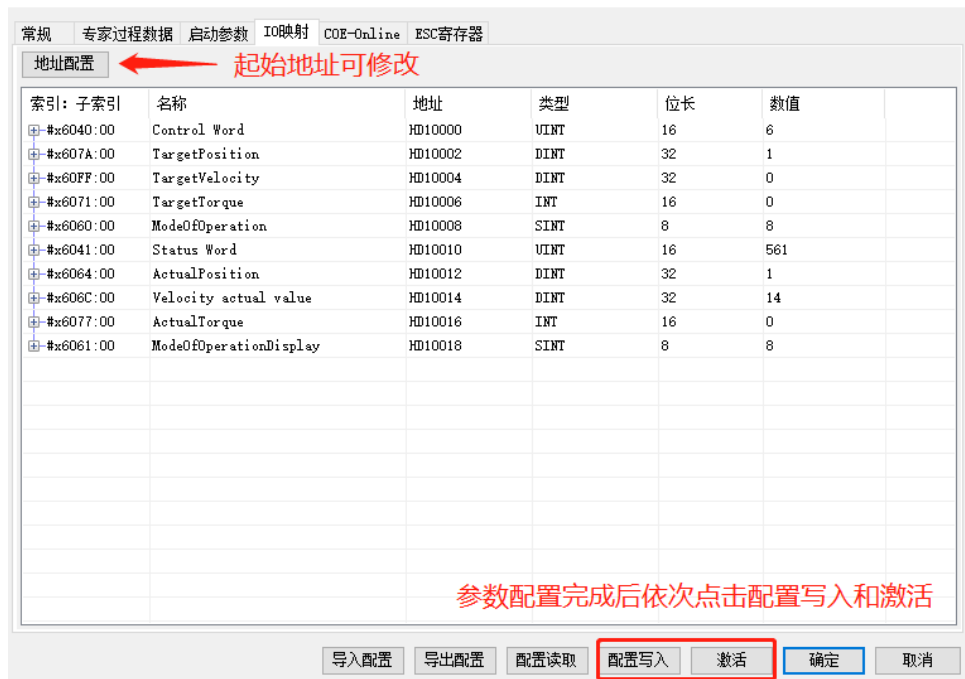 常规 专家过程数据 启动参数 IO映射 COE-Online ESC寄存器
地址配置 起始地址可修改
索引: 子索引 名称 地址 类型 位长 数值
#x6040:00 Control Word HD10000 UINT 16 6
#x607A:00 TargetPosition HD10002 DINT 32 1
#x60FF:00 TargetVelocity HD10004 DINT 32 0
#x6071:00 TargetTorque HD10006 INT 16 0
#x6060:00 ModeOfOperation HD10008 SINT 8 8
#x6041:00 Status Word HD10010 UINT 16 561
#x6064:00 ActualPosition HD10012 DINT 32 1
#x606C:00 Velocity actual value HD10014 DINT 32 14
#x6077:00 ActualTorque HD10016 INT 16 0
#x6061:00 ModeOfOperationDisplay HD10018 SINT 8 8
参数配置完成后依次点击配置写入和激活
导入配置 导出配置 配置读取 配置写入 激活 确定 取消